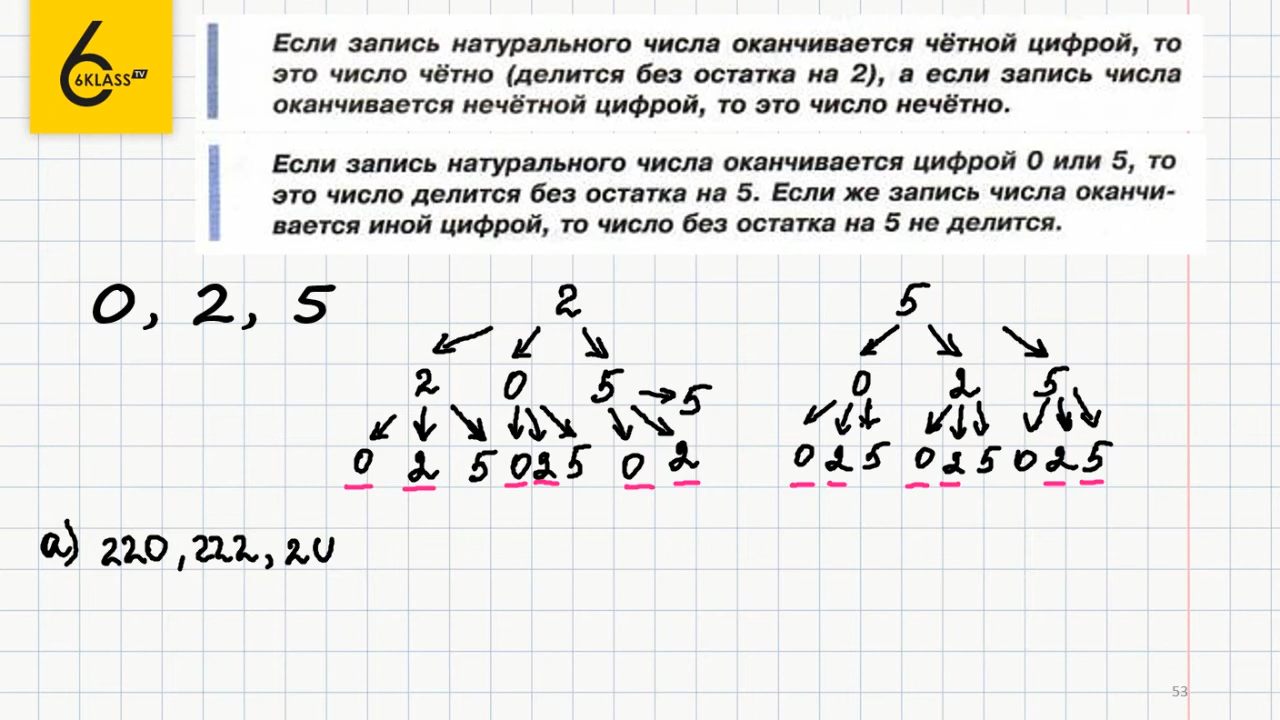 6
6KLASS TV
Если запись натурального числа оканчивается чётной цифрой, то
это число чётно (делится без остатка на 2), а если запись числа
оканчивается нечётной цифрой, то это число нечётно.
Если запись натурального числа оканчивается цифрой 0 или 5, то
это число делится без остатка на 5. Если же запись числа оканчи-
вается иной цифрой, то число без остатка на 5 не делится.
0, 2, 5
2
5
2 0 5 5
0 2 5
0 2 5 0 2 5 0 2
0 2 5 0 2 5 0 2 5
а) 220, 222, 20
53